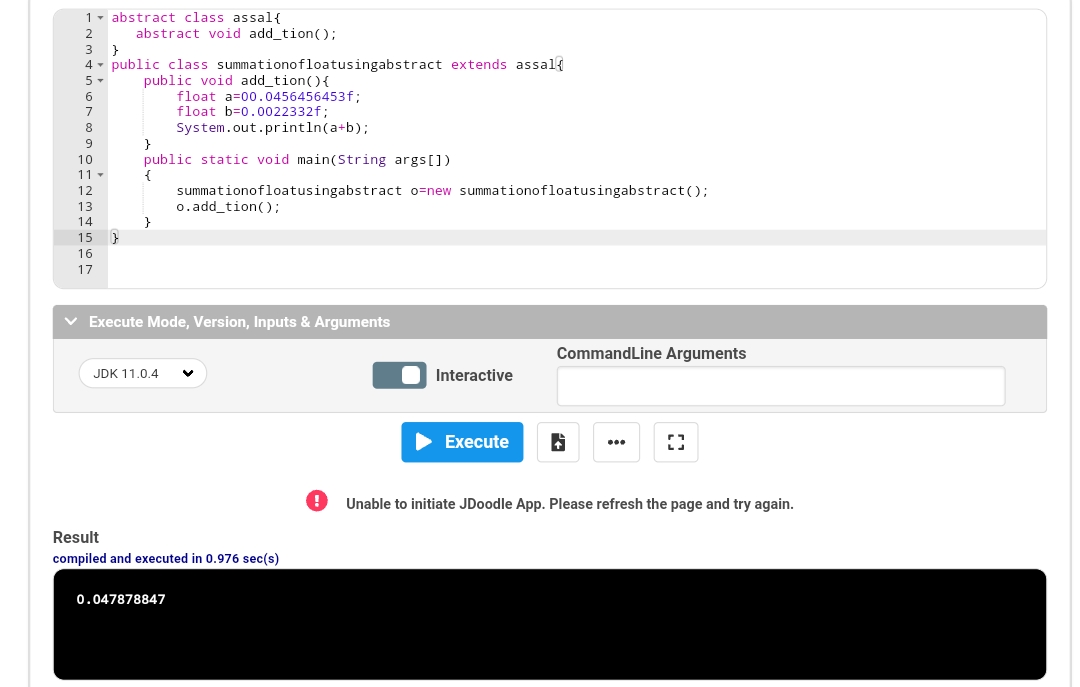 1 abstract class assal{
2 abstract void add_tion();
3 }
4 public class summationofloatusingabstract extends assal{
5 public void add_tion(){
6 float a=00.0456456453f;
7 float b=0.0022332f;
8 System.out.println(a+b);
9 }
10 public static void main(String args[])
11 {
12 summationofloatusingabstract o=new summationofloatusingabstract();
13 o.add_tion();
14 }
15 }
16
17
Execute Mode, Version, Inputs & Arguments
CommandLine Arguments
JDK 11.0.4 Interactive
Execute
Unable to initiate JDoodle App. Please refresh the page and try again.
Result
compiled and executed in 0.976 sec(s)
0.047878847